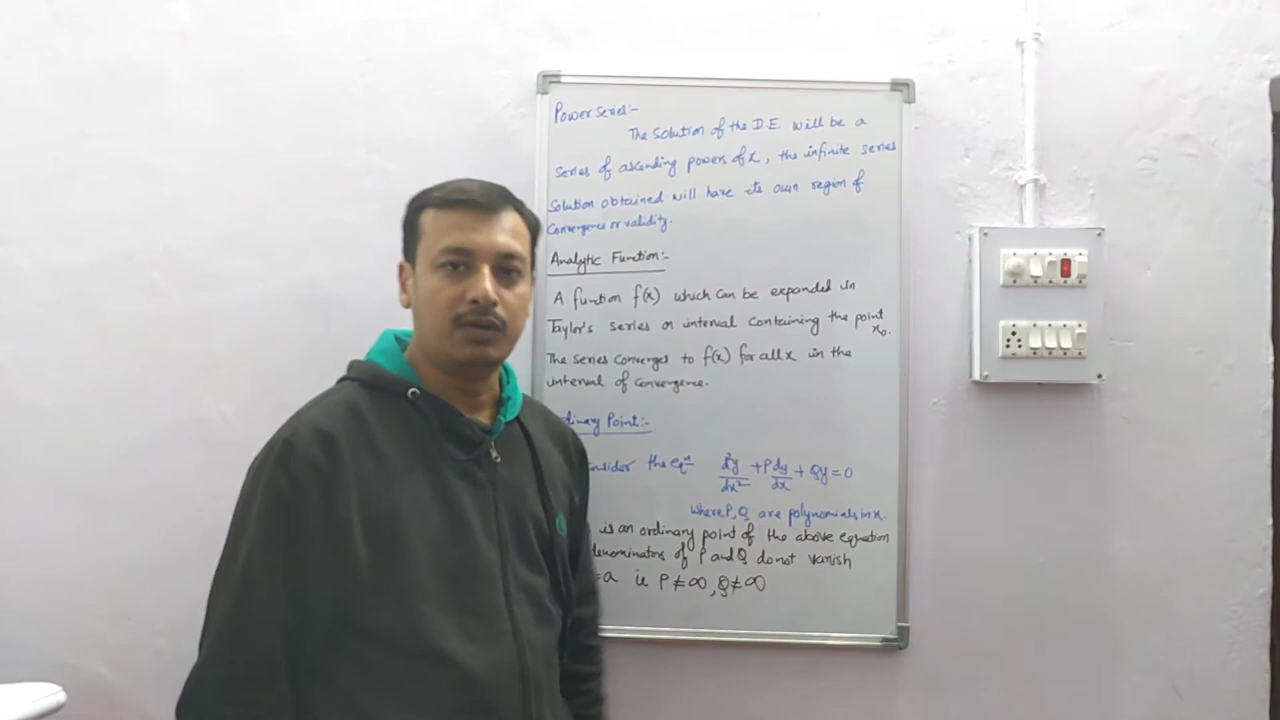 Power Series:-
The solution of the D.E. will be a
series of ascending powers of x, the infinite series
solution obtained will have its own region of
convergence or validity.
Analytic Function:-
A funtion f(x) which can be expanded in
Taylor's series on interval containing the point
x₀.
The series converges to f(x) for all x in the
interval of convergence.
dinary Point:-
nsider the eqⁿ d²y/dx² + P dy/dx + Qy = 0
where P, Q are polynomials in x.
is an ordinary point of the above equation
denominators of P and Q do not vanish
=a ie P≠∞, Q≠∞